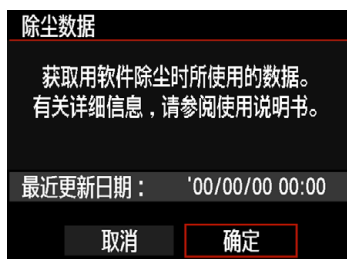 除尘数据
获取用软件除尘时所使用的数据。
有关详细信息，请参阅使用说明书。
最近更新日期： '00/00/00 00:00
取消 确定